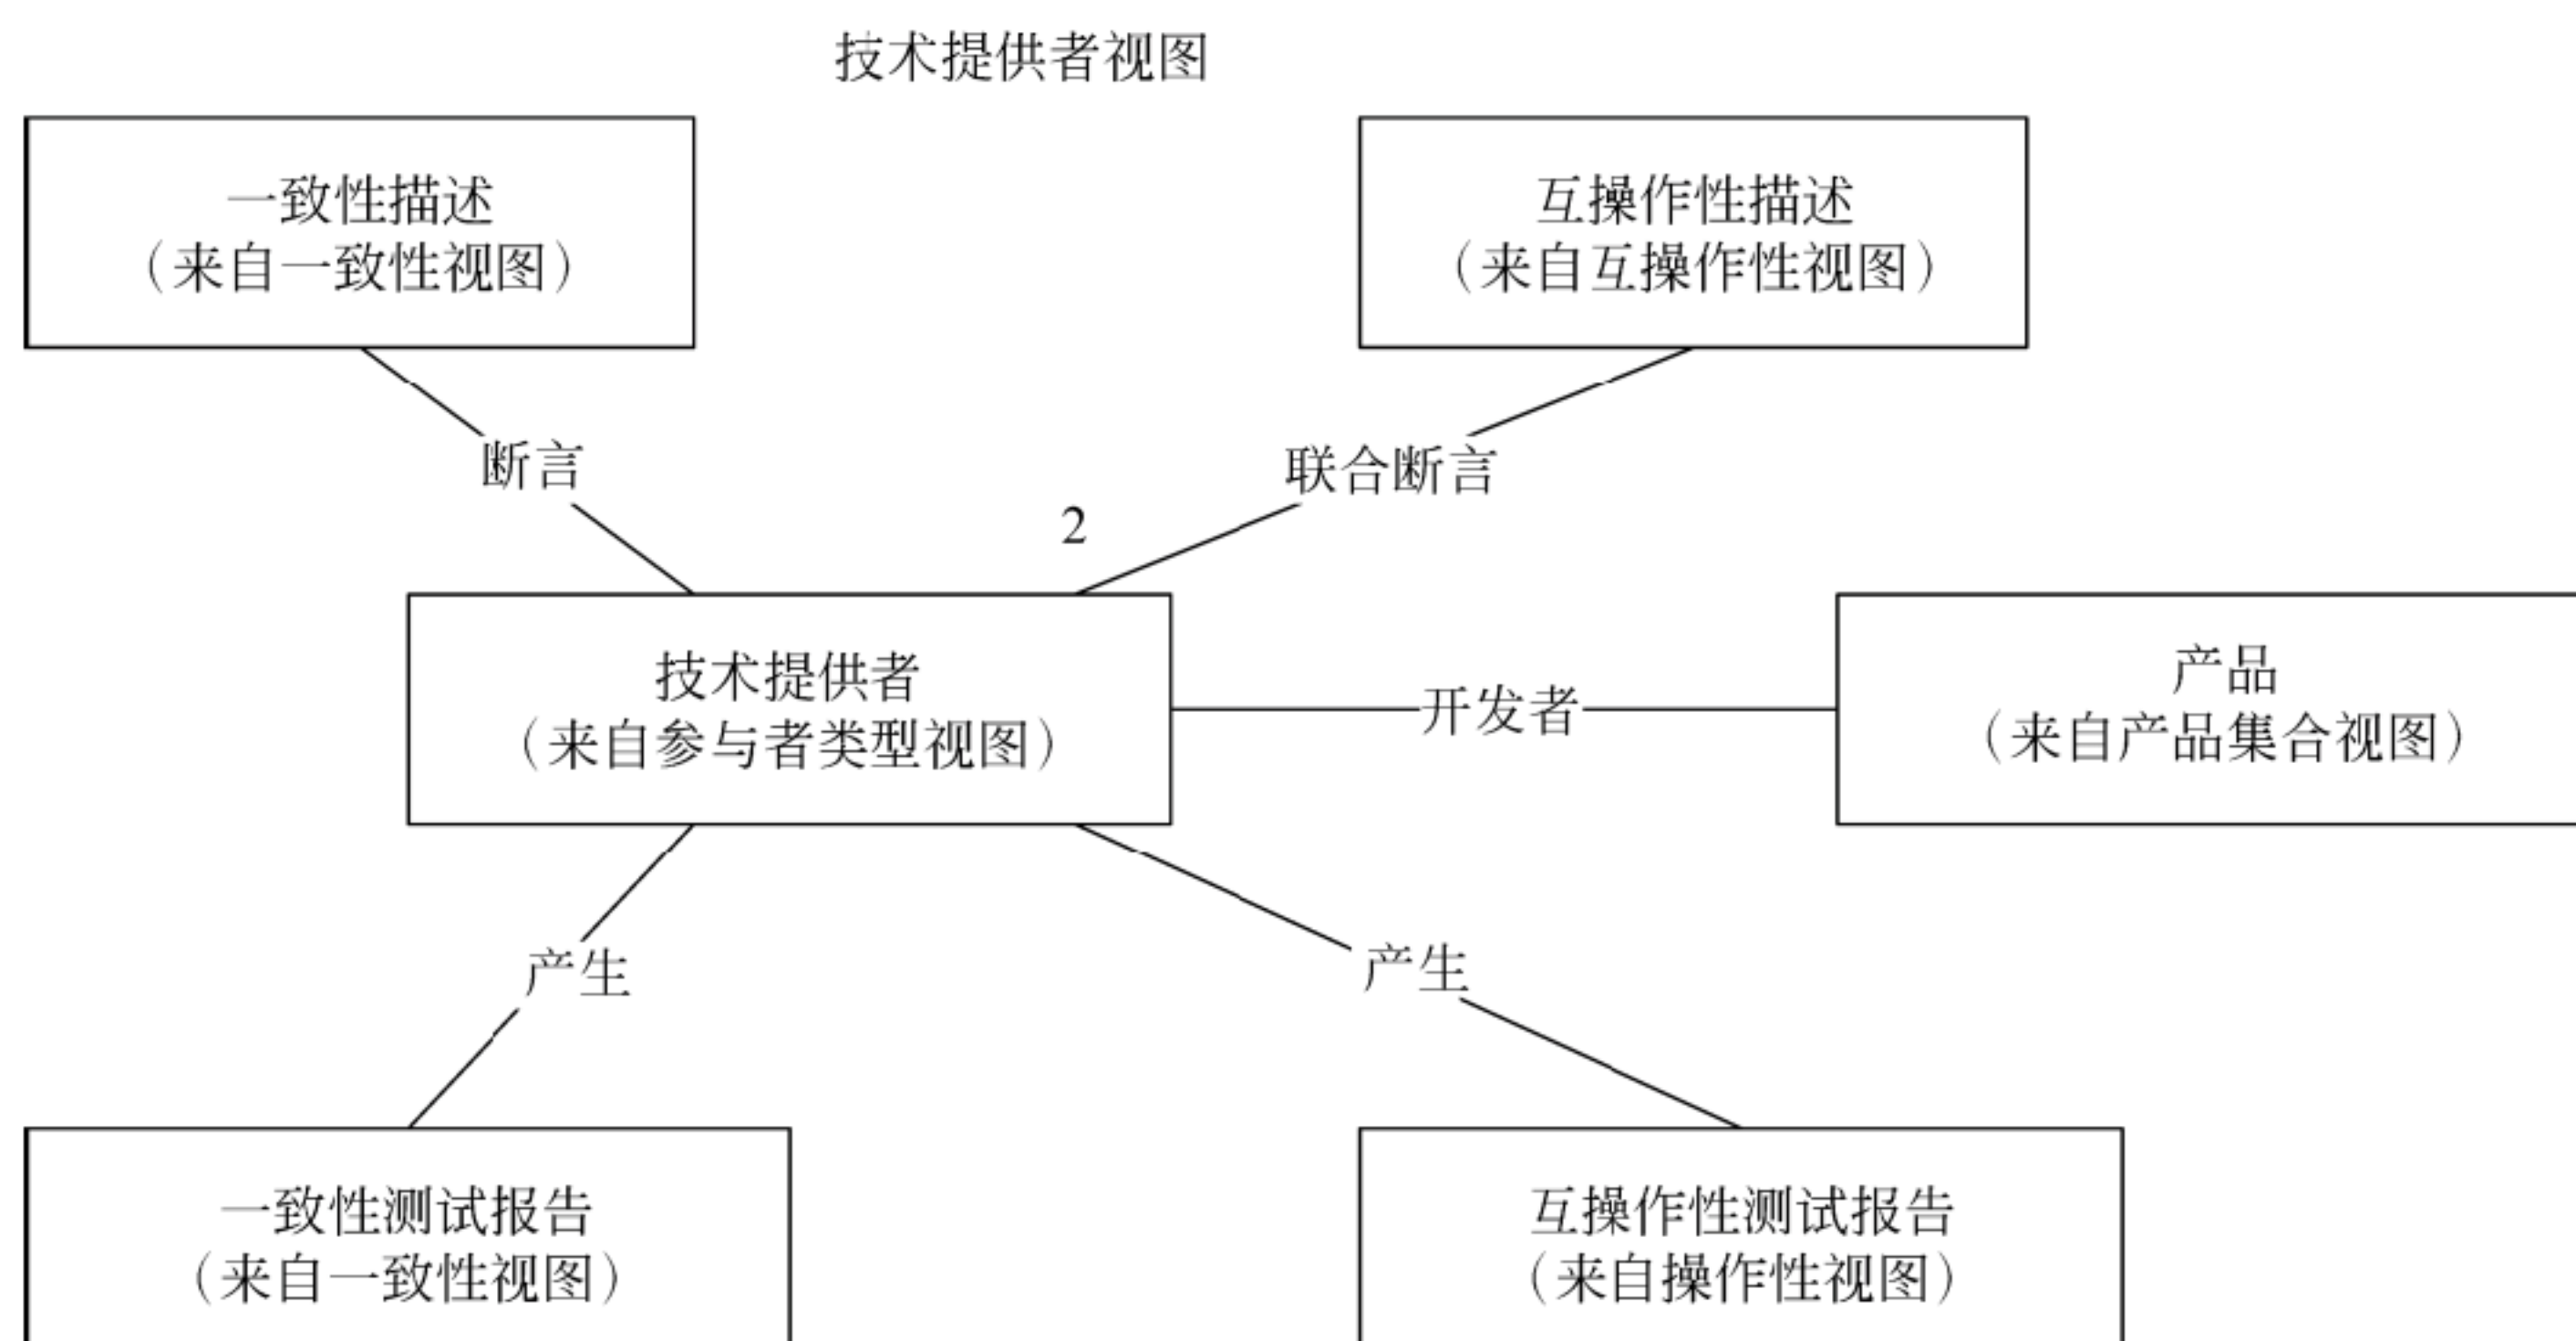 技术提供者视图
一致性描述
（来自一致性视图）
互操作性描述
（来自互操作性视图）
断言
联合断言
2
技术提供者
（来自参与者类型视图）
开发者
产品
（来自产品集合视图）
产生
产生
一致性测试报告
（来自一致性视图）
互操作性测试报告
（来自操作性视图）